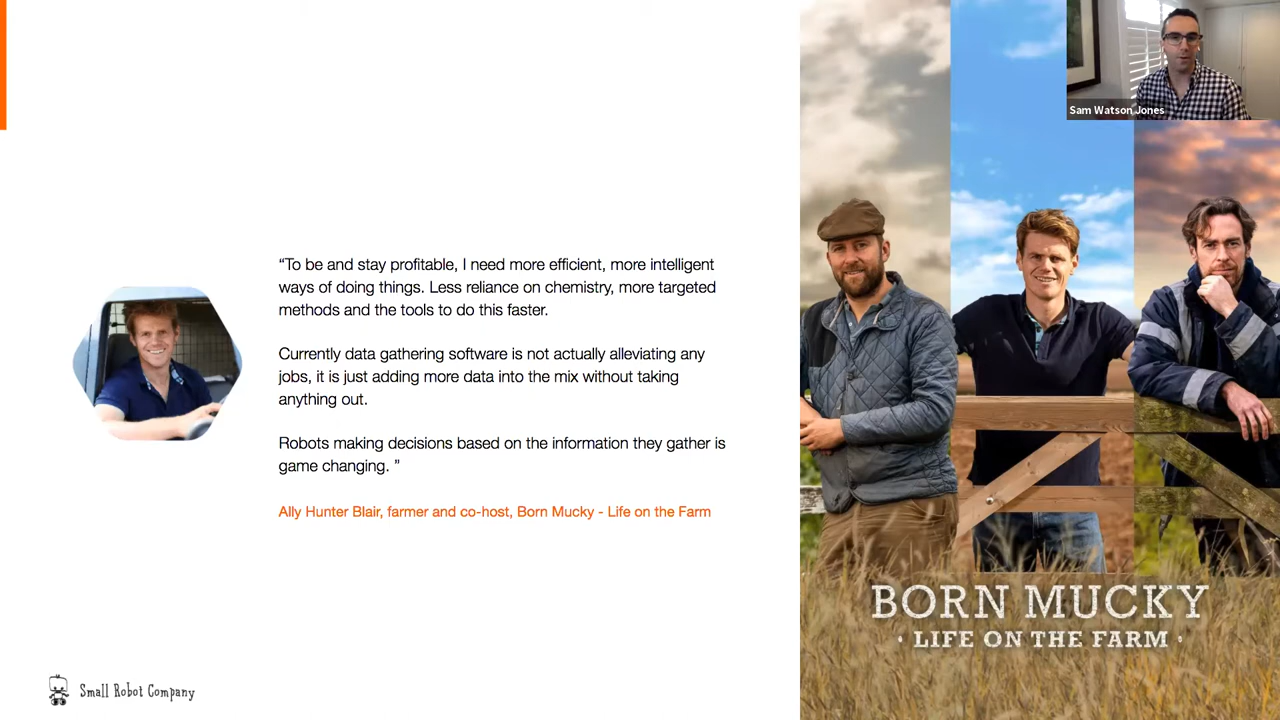 Sam Watson Jones
“To be and stay profitable, I need more efficient, more intelligent
ways of doing things. Less reliance on chemistry, more targeted
methods and the tools to do this faster.
Currently data gathering software is not actually alleviating any
jobs, it is just adding more data into the mix without taking
anything out.
Robots making decisions based on the information they gather is
game changing. ”
Ally Hunter Blair, farmer and co-host, Born Mucky - Life on the Farm
BORN MUCKY
· LIFE ON THE FARM ·
Small Robot Company